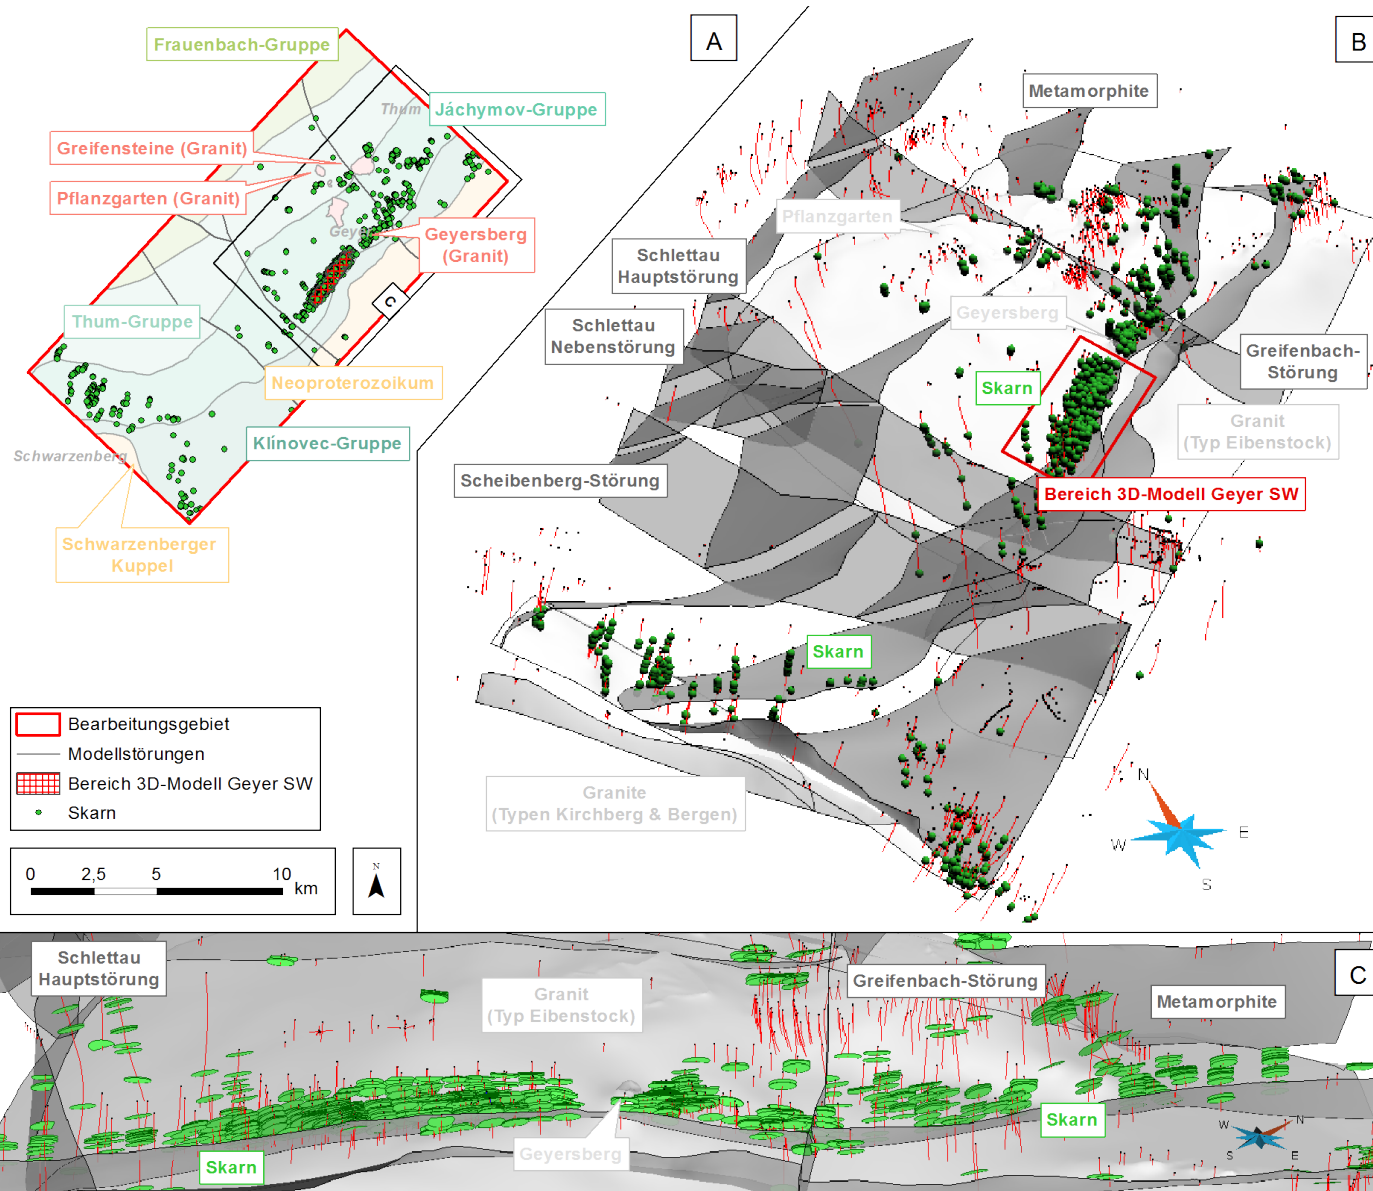 A
Frauenbach-Gruppe
Thum
Jáchymov-Gruppe
Greifensteine (Granit)
Pflanzgarten (Granit)
Geyer
Geyersberg
(Granit)
C
Thum-Gruppe
Neoproterozoikum
Klínovec-Gruppe
Schwarzenberg
Schwarzenberger
Kuppel
Bearbeitungsgebiet
Modellstörungen
Bereich 3D-Modell Geyer SW
Skarn
0 2,5 5 10
km
N
B
Metamorphite
Pflanzgarten
Schlettau
Hauptstörung
Geyersberg
Schlettau
Nebenstörung
Greifenbach-
Störung
Skarn
Granit
(Typ Eibenstock)
Scheibenberg-Störung
Bereich 3D-Modell Geyer SW
Skarn
Granite
(Typen Kirchberg & Bergen)
N
W
E
S
C
Schlettau
Hauptstörung
Granit
(Typ Eibenstock)
Greifenbach-Störung
Metamorphite
Skarn
Geyersberg
Skarn
W
N
S
E